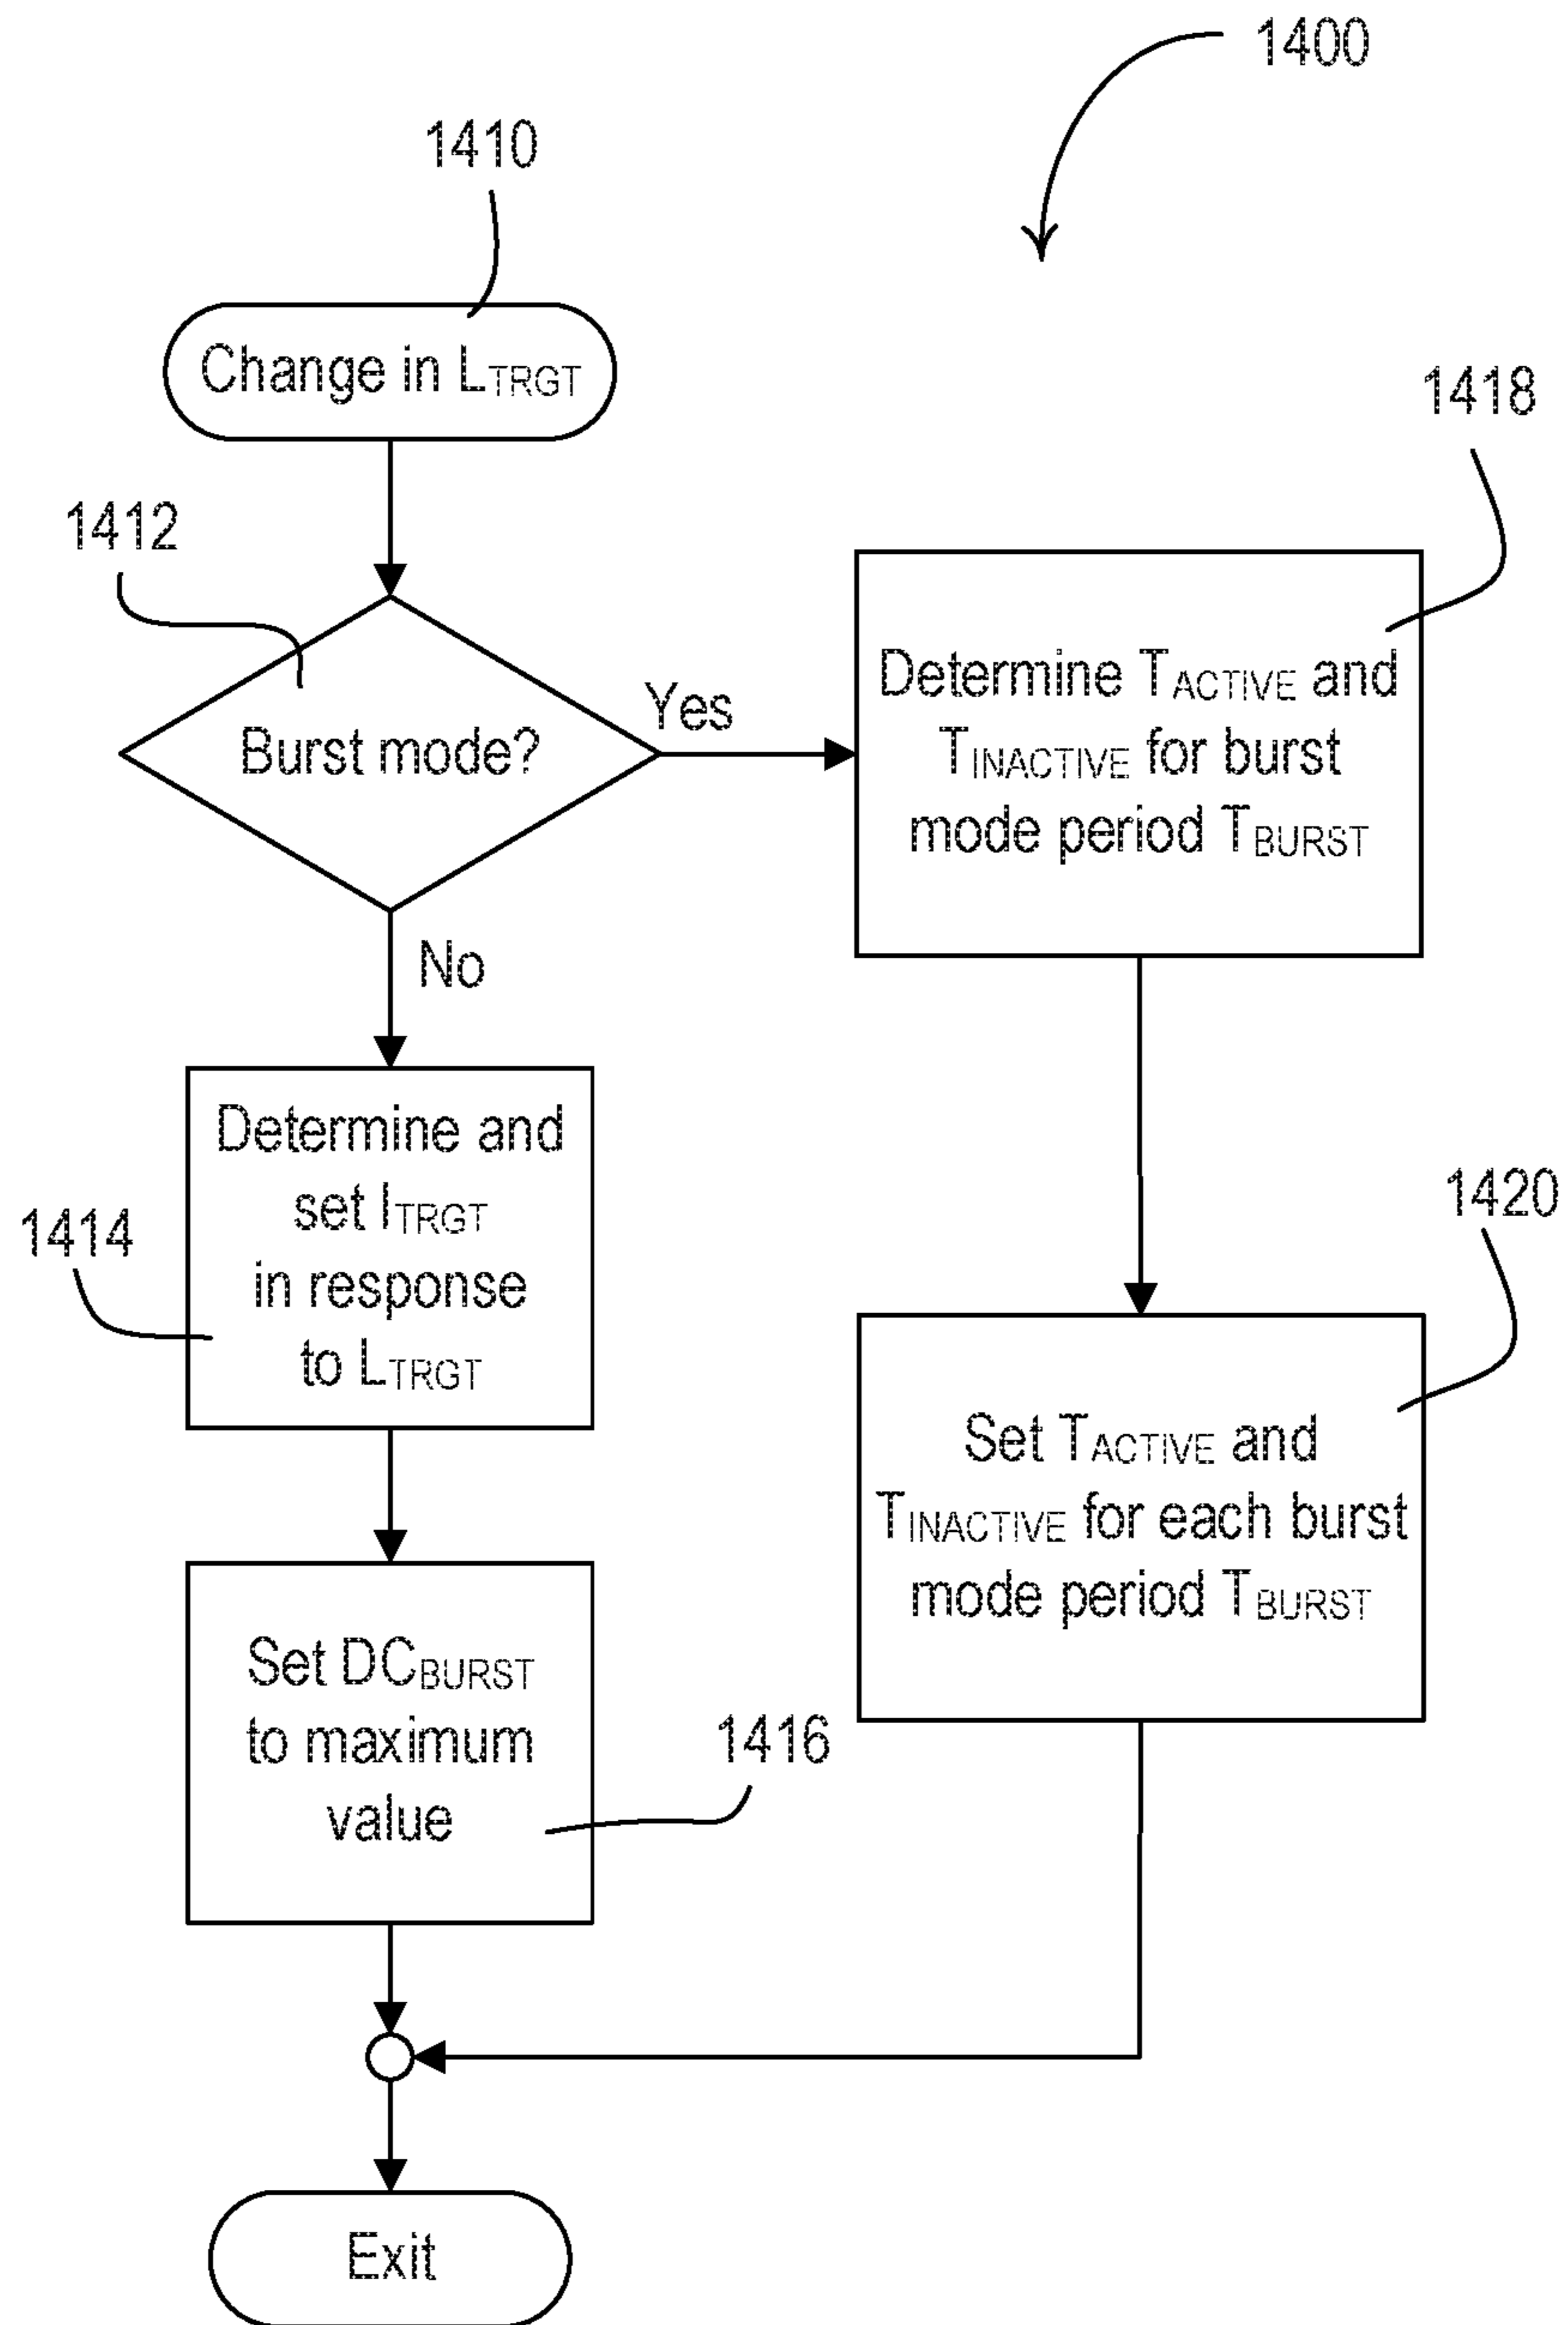 1400
1410
Change in LTRGT
1412
Burst mode?
Yes
No
1418
Determine TACTIVE and
TINACTIVE for burst
mode period TBURST
1414
Determine and
set ITRGT
in response
to LTRGT
1420
Set TACTIVE and
TINACTIVE for each burst
mode period TBURST
Set DCBURST
to maximum
value
1416
Exit